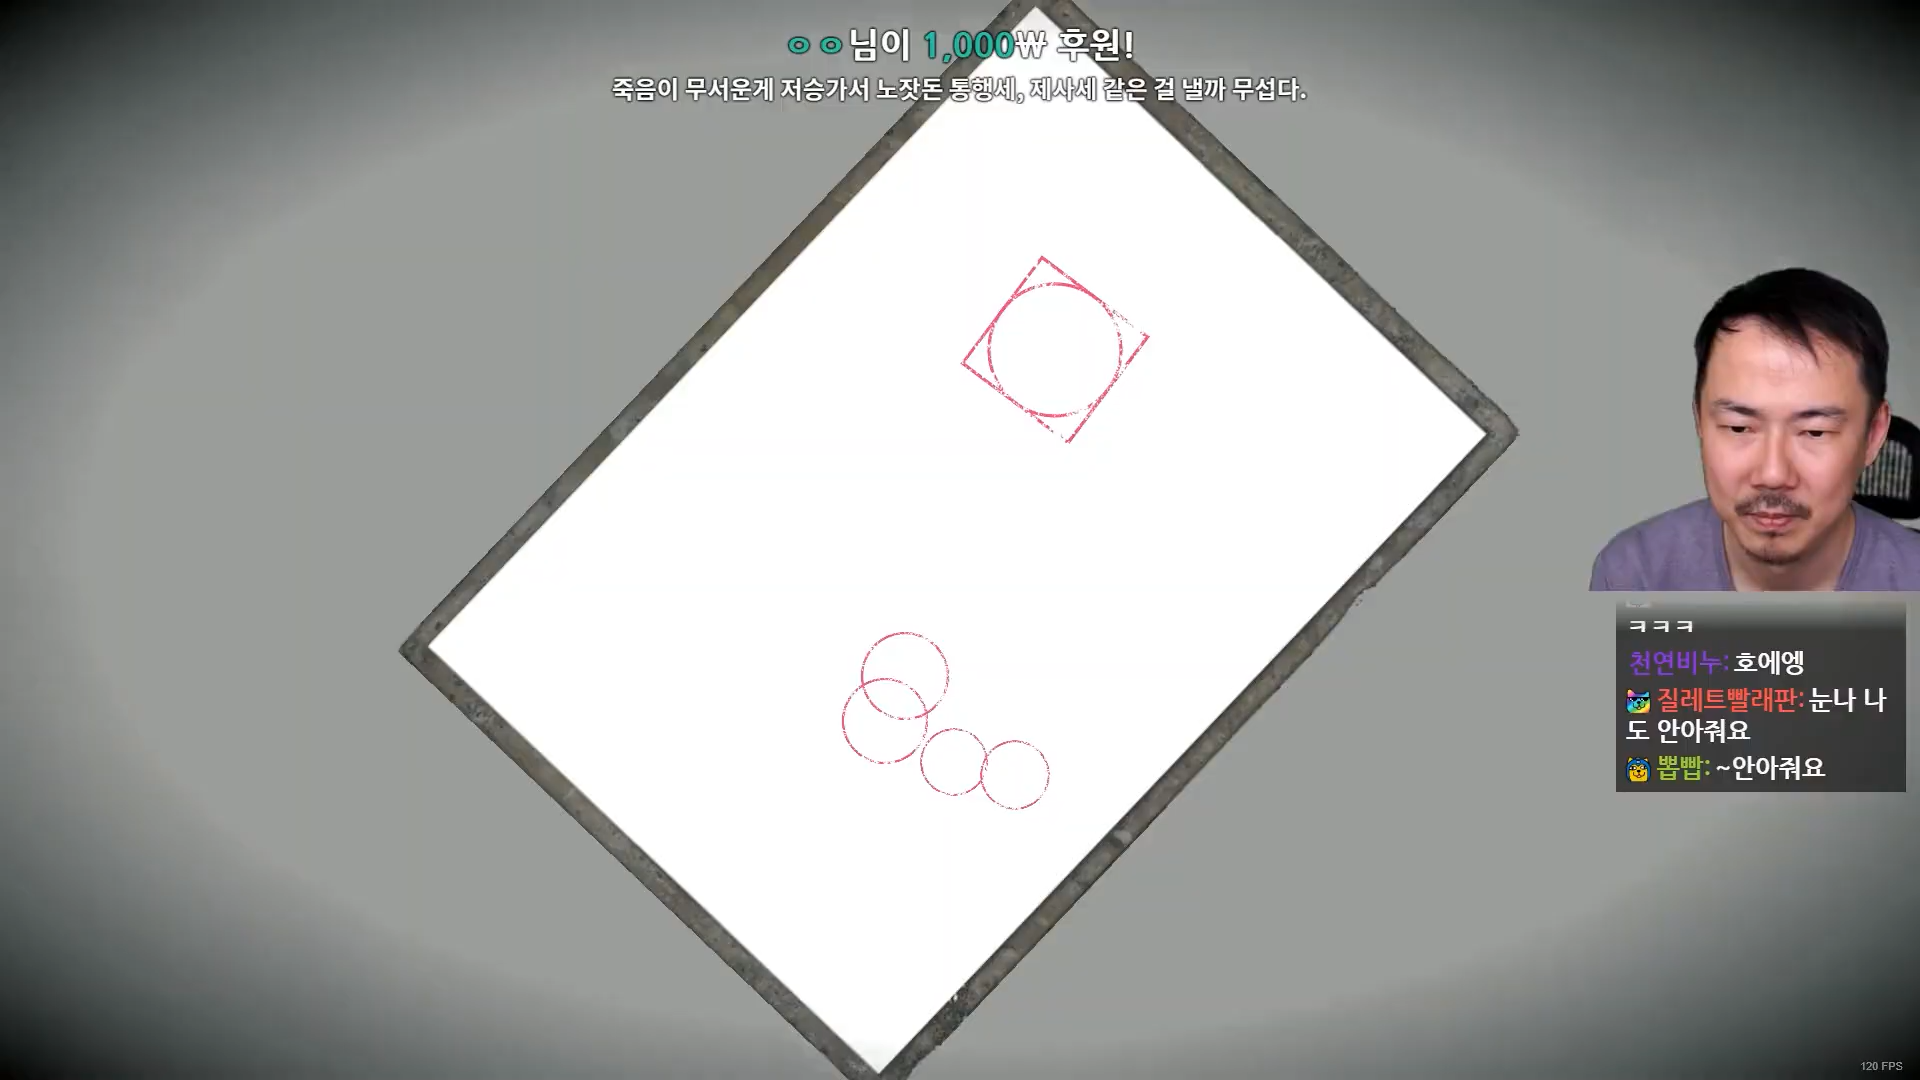 ㅇㅇ님이 1,000₩ 후원!
죽음이 무서운게 저승가서 노잣돈 통행세, 제사세 같은 걸 낼까 무섭다.
ㅋㅋㅋ
천연비누: 호에엥
질레트빨래판: 눈나 나
도 안아줘요
뽑빱: ~안아줘요
120 FPS